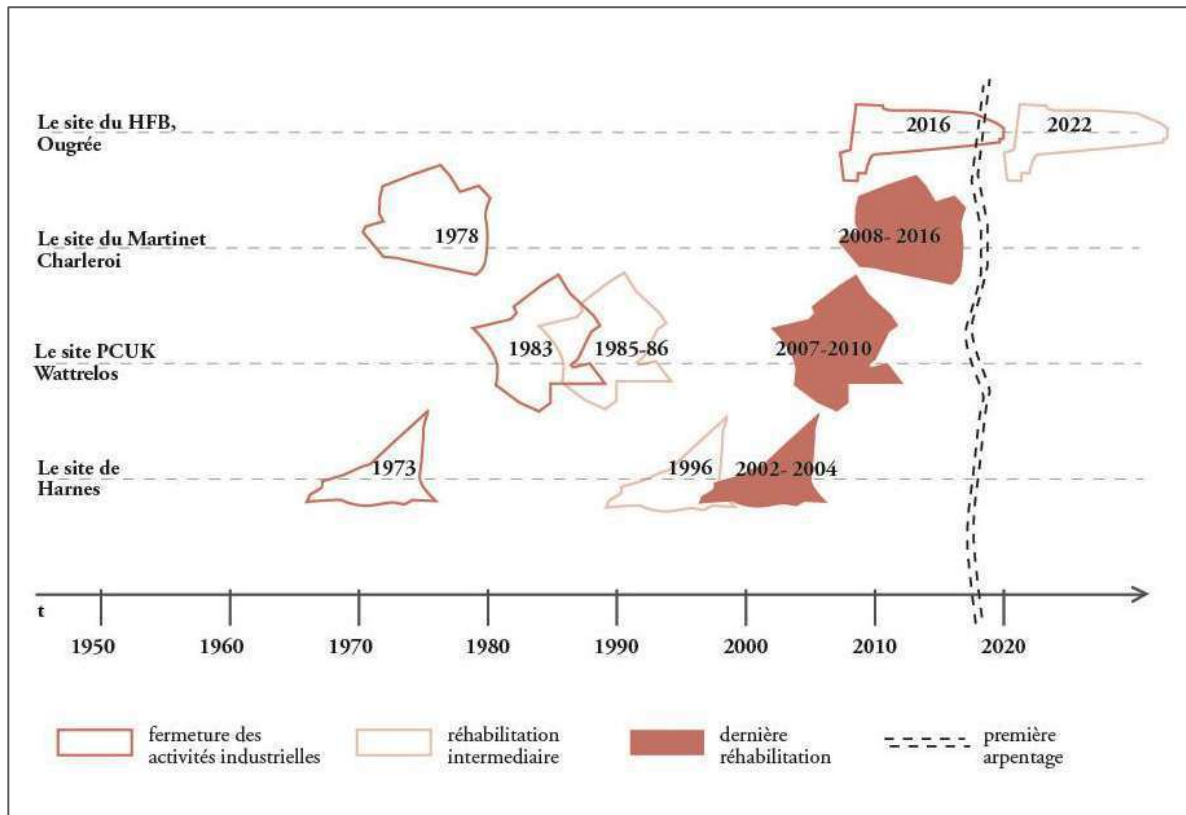 Le site du HFB,
Ougrée
2016
2022
Le site du Martinet
Charleroi
1978
2008- 2016
Le site PCUK
Wattrelos
1983
1985-86
2007-2010
Le site de
Harnes
1973
1996
2002- 2004
t
1950
1960
1970
1980
1990
2000
2010
2020
fermeture des
activités industrielles
réhabilitation
intermediaire
dernière
réhabilitation
première
arpentage